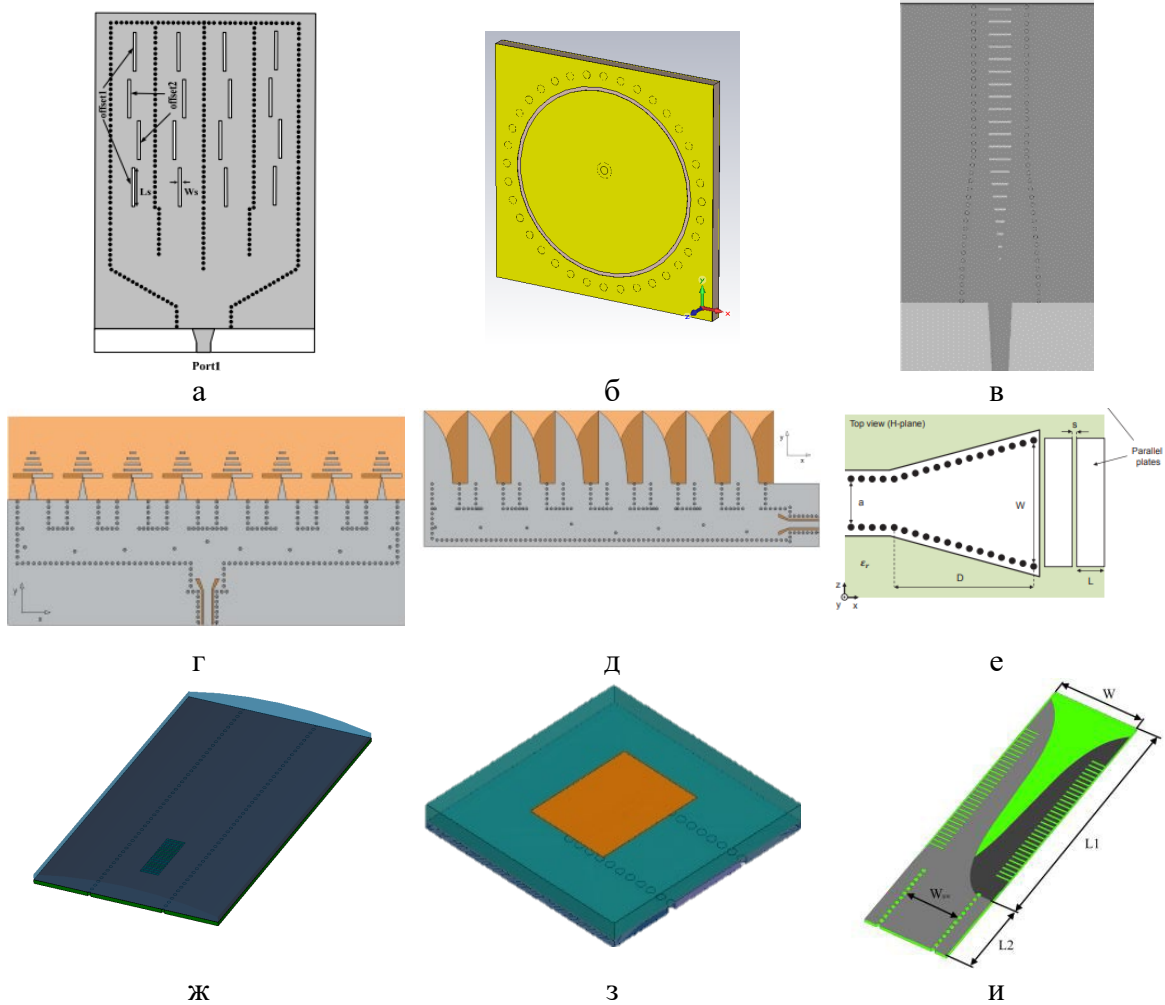 offset1
offset2
Ls
Ws
Port1
y
x
z
а
б
в
y
x
y
x
Top view (H-plane)
s
Parallel
plates
a
W
εr
D
L
z
y
x
г
д
е
W
L1
Wsiw
L2
ж
з
и